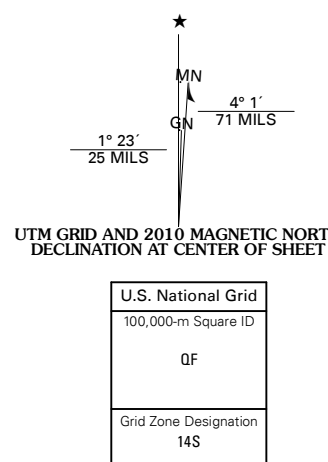 ★
MN
GN
4° 1´
71 MILS
1° 23´
25 MILS
UTM GRID AND 2010 MAGNETIC NORT
DECLINATION AT CENTER OF SHEET
U.S. National Grid
100,000-m Square ID
QF
Grid Zone Designation
14S